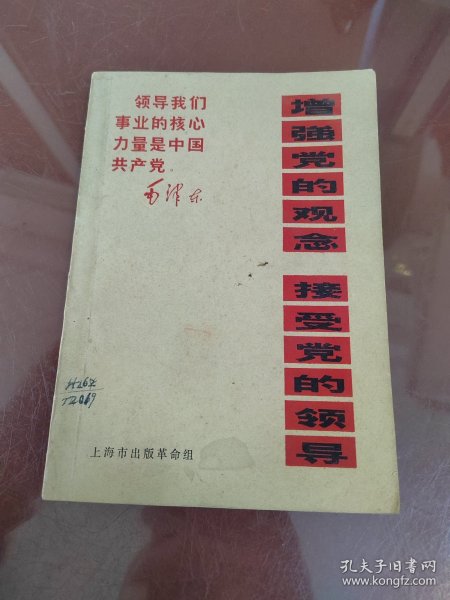 领导我们
事业的核心
力量是中国
共产党。
毛泽东
增强党的观念
接受党的领导
上海市出版革命组
孔夫子旧书网
www.kongfz.com